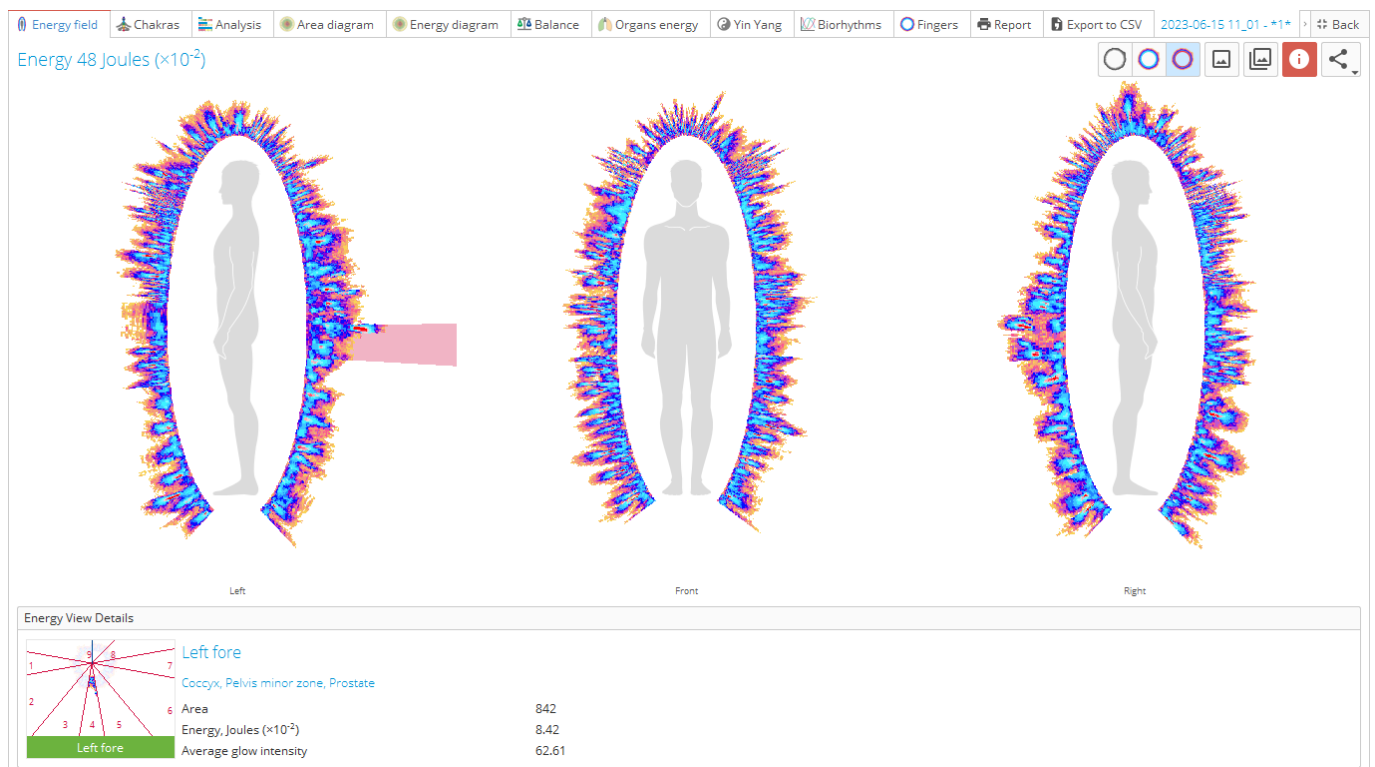 Energy field Chakras Analysis Area diagram Energy diagram Balance Organs energy Yin Yang Biorhythms Fingers Report Export to CSV 2023-06-15 11_01 - *1* Back
Energy 48 Joules (×10⁻²)
Left Front Right
Energy View Details
9 8
1 7
2 6
3 4 5
Left fore
Left fore
Coccyx, Pelvis minor zone, Prostate
Area 842
Energy, Joules (×10⁻²) 8.42
Average glow intensity 62.61